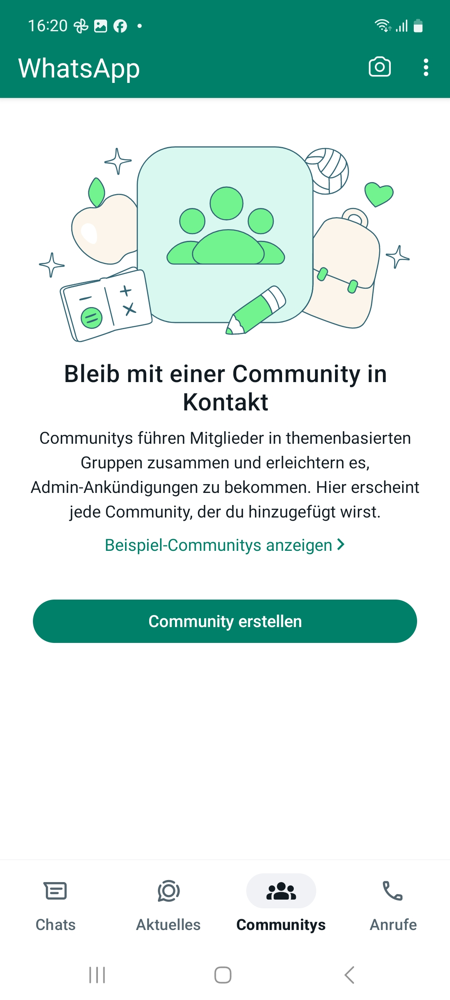 16:20
WhatsApp
Bleib mit einer Community in
Kontakt
Communitys führen Mitglieder in themenbasierten
Gruppen zusammen und erleichtern es,
Admin-Ankündigungen zu bekommen. Hier erscheint
jede Community, der du hinzugefügt wirst.
Beispiel-Communitys anzeigen
Community erstellen
Chats
Aktuelles
Communitys
Anrufe